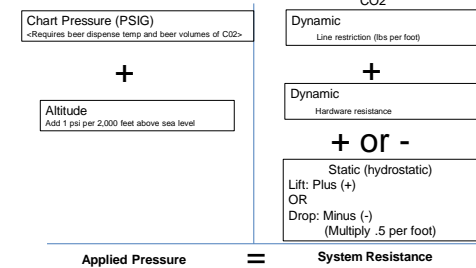 CO2
Chart Pressure (PSIG)
<Requires beer dispense temp and beer volumes of C02>
+
Altitude
Add 1 psi per 2,000 feet above sea level
Dynamic
Line restriction (lbs per foot)
+
Dynamic
Hardware resistance
+ or -
Static (hydrostatic)
Lift: Plus (+)
OR
Drop: Minus (-)
(Multiply .5 per foot)
Applied Pressure = System Resistance